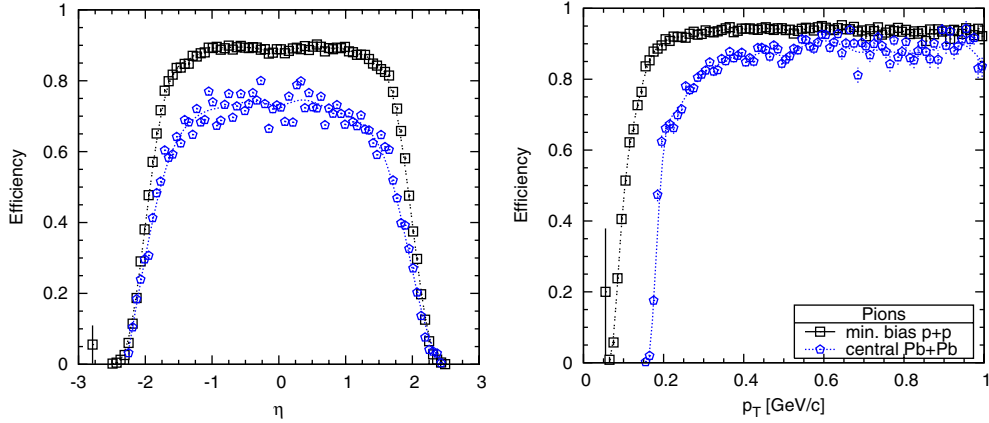 Efficiency
1
0.8
0.6
0.4
0.2
0
-3 -2 -1 0 1 2 3
η
Efficiency
1
0.8
0.6
0.4
0.2
0
0 0.2 0.4 0.6 0.8 1
p_T [GeV/c]
Pions
min. bias p+p
central Pb+Pb